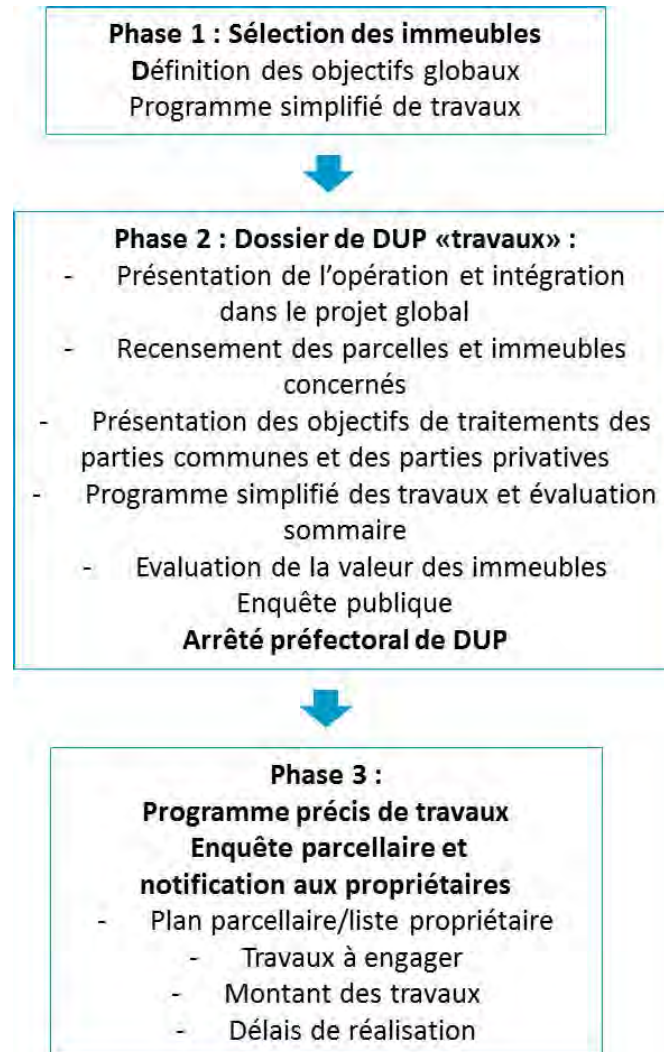 Phase 1 : Sélection des immeubles
Définition des objectifs globaux
Programme simplifié de travaux
Phase 2 : Dossier de DUP «travaux» :
- Présentation de l'opération et intégration
dans le projet global
- Recensement des parcelles et immeubles
concernés
- Présentation des objectifs de traitements des
parties communes et des parties privatives
- Programme simplifié des travaux et évaluation
sommaire
- Evaluation de la valeur des immeubles
Enquête publique
Arrêté préfectoral de DUP
Phase 3 :
Programme précis de travaux
Enquête parcellaire et
notification aux propriétaires
- Plan parcellaire/liste propriétaire
- Travaux à engager
- Montant des travaux
- Délais de réalisation